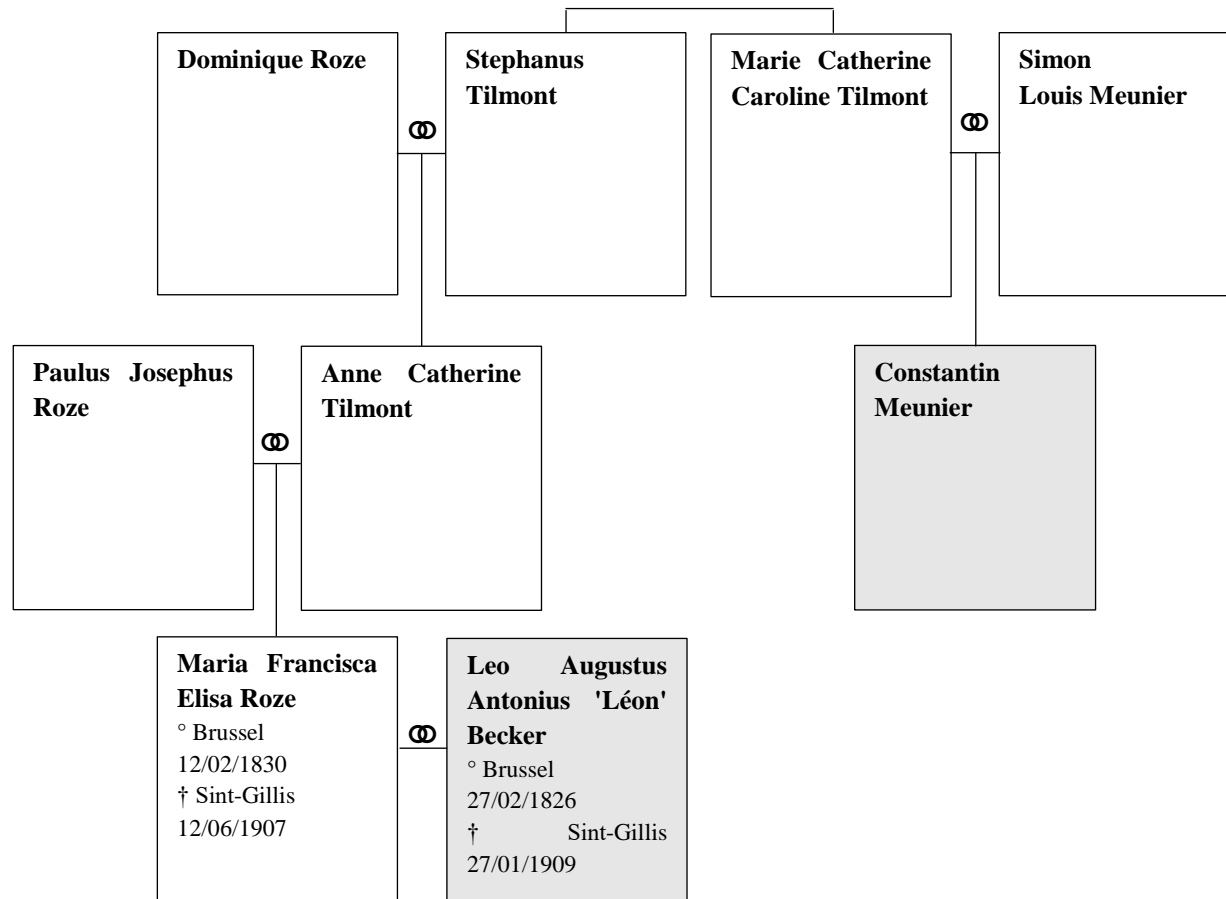 Dominique Roze
Stephanus
Tilmont
Marie Catherine
Caroline Tilmont
Simon
Louis Meunier
Paulus Josephus
Roze
Anne Catherine
Tilmont
Constantin
Meunier
Maria Francisca
Elisa Roze
° Brussel
12/02/1830
† Sint-Gillis
12/06/1907
Leo Augustus
Antonius 'Léon'
Becker
° Brussel
27/02/1826
† Sint-Gillis
27/01/1909